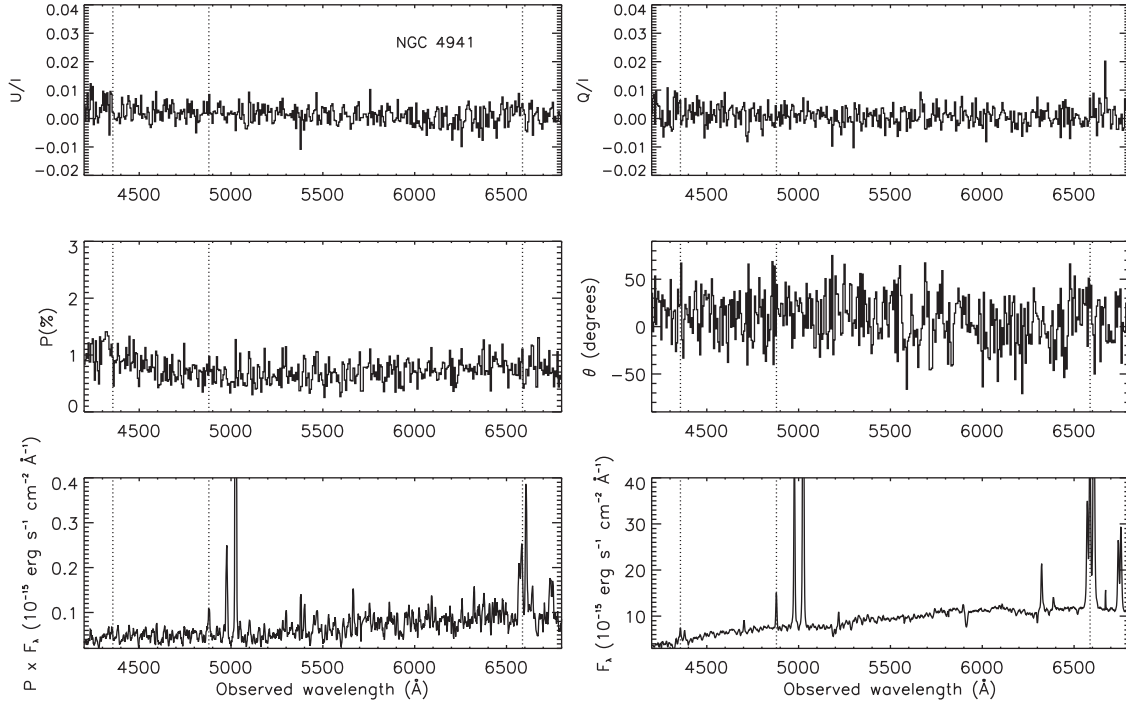 0.04
0.03
0.02
0.01
0.00
−0.01
−0.02
U/I
NGC 4941
4500 5000 5500 6000 6500
0.04
0.03
0.02
0.01
0.00
−0.01
−0.02
Q/I
4500 5000 5500 6000 6500
3
2
1
0
P(%)
4500 5000 5500 6000 6500
50
0
−50
θ (degrees)
4500 5000 5500 6000 6500
0.4
0.3
0.2
0.1
P x Fλ (10⁻¹⁵ erg s⁻¹ cm⁻² Å⁻¹)
4500 5000 5500 6000 6500
Observed wavelength (Å)
40
30
20
10
Fλ (10⁻¹⁵ erg s⁻¹ cm⁻² Å⁻¹)
4500 5000 5500 6000 6500
Observed wavelength (Å)